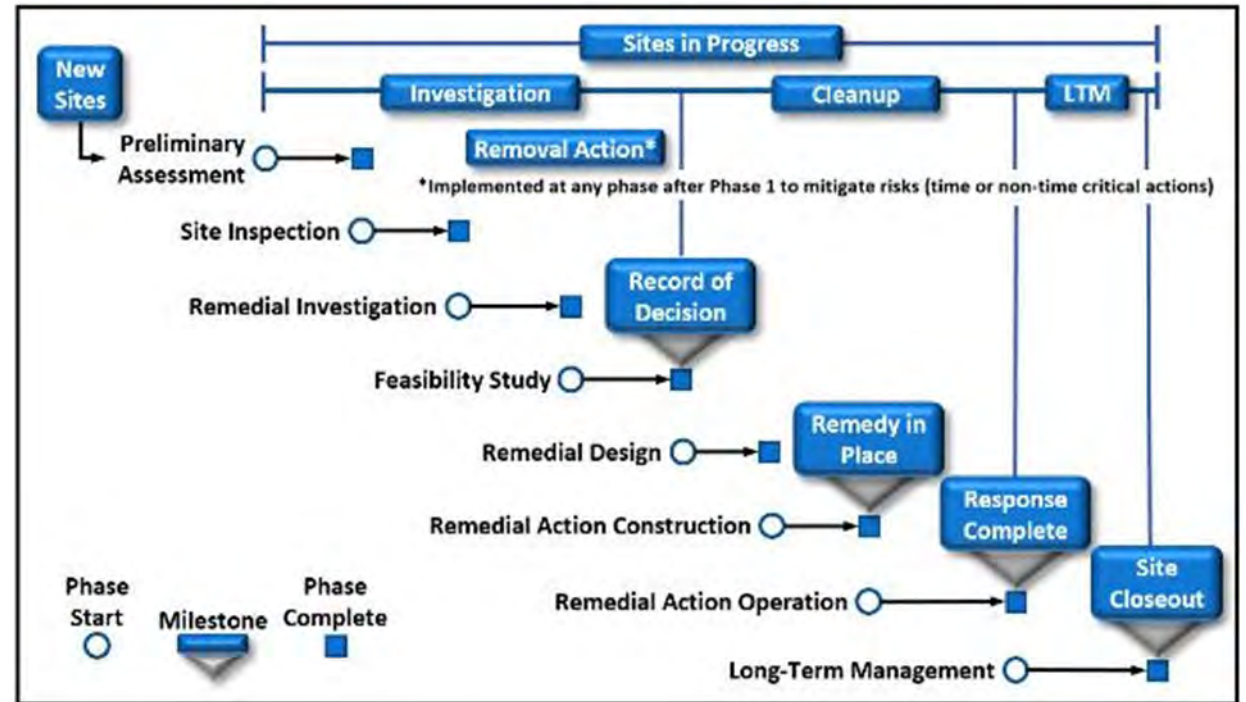 Sites in Progress
New
Sites
Investigation
Cleanup
LTM
Preliminary
Assessment
Removal Action*
*Implemented at any phase after Phase 1 to mitigate risks (time or non-time critical actions)
Site Inspection
Remedial Investigation
Record of
Decision
Feasibility Study
Remedial Design
Remedy in
Place
Remedial Action Construction
Response
Complete
Remedial Action Operation
Site
Closeout
Long-Term Management
Phase
Start
Milestone
Phase
Complete